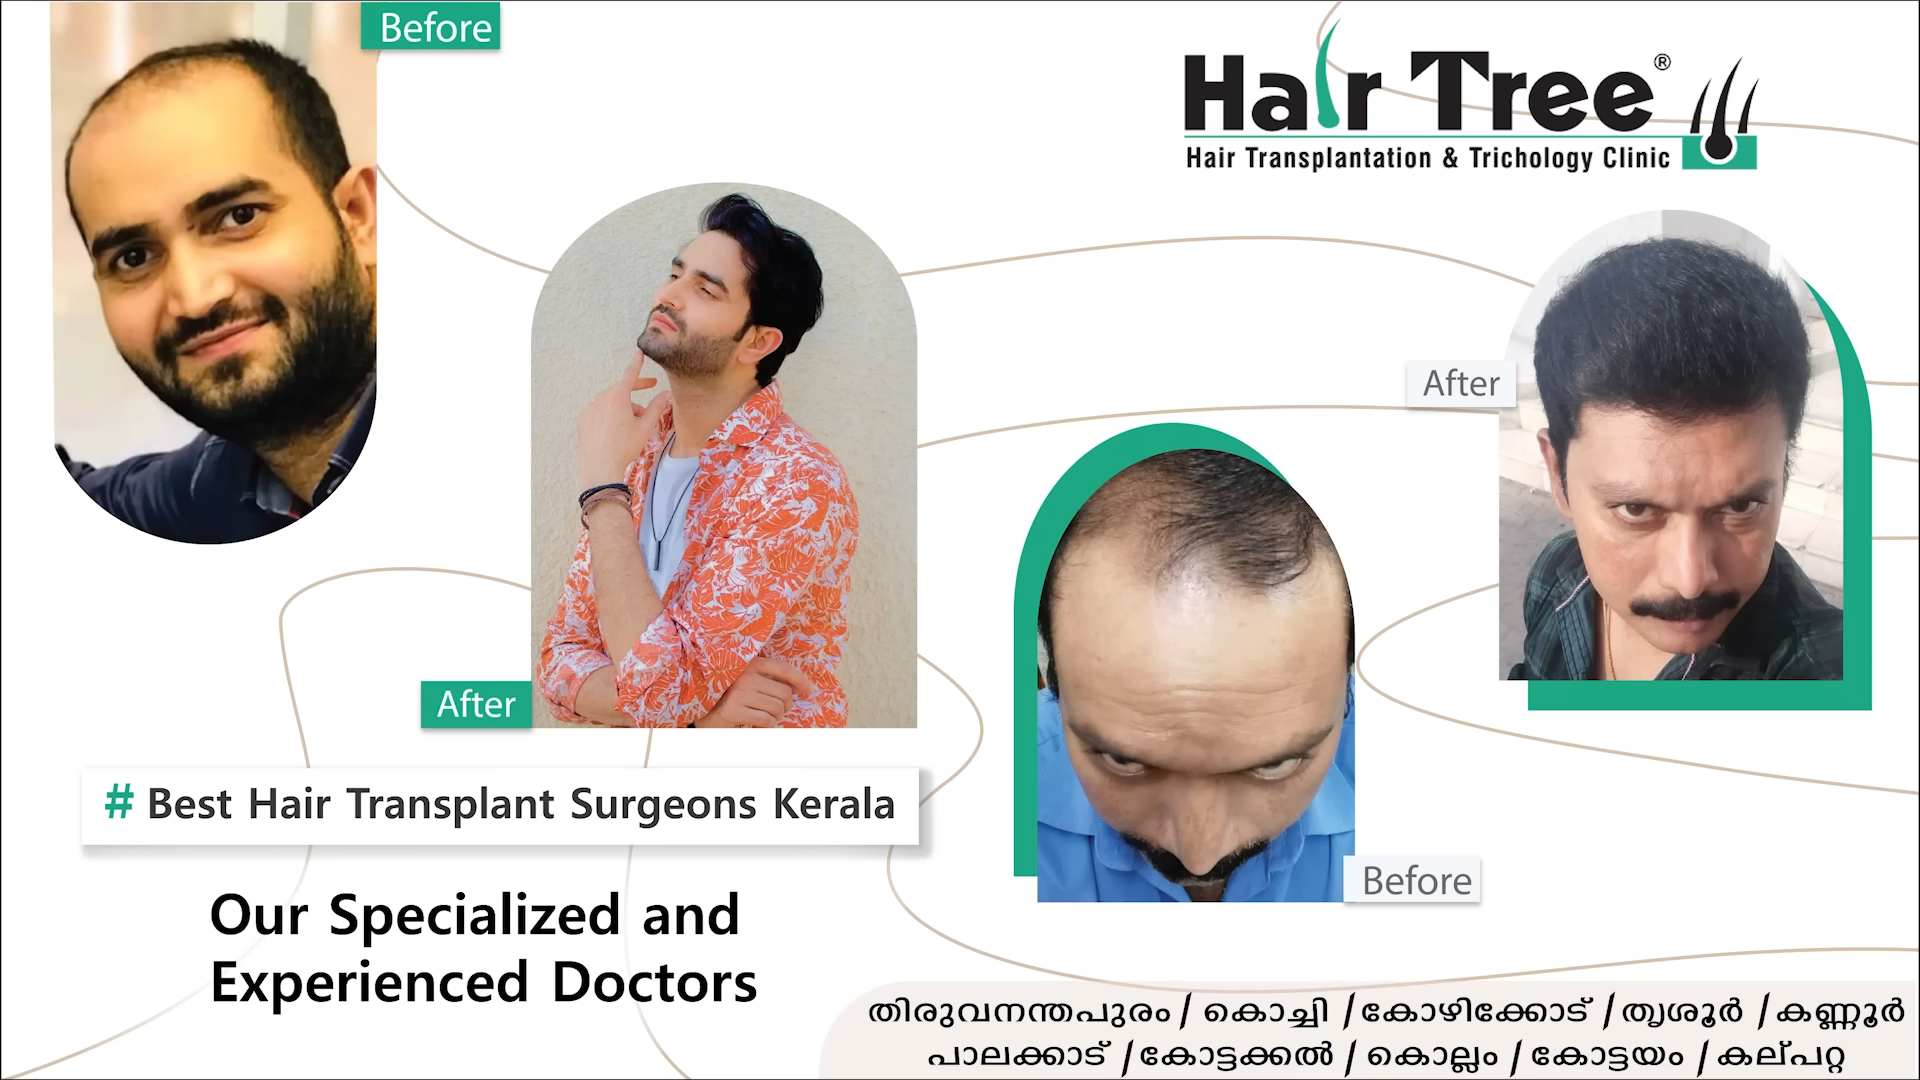 Before
Hair Tree®
Hair Transplantation & Trichology Clinic
After
After
Before
# Best Hair Transplant Surgeons Kerala
Our Specialized and
Experienced Doctors
തിരുവനന്തപുരം / കൊച്ചി / കോഴിക്കോട് / തൃശൂർ / കണ്ണൂർ
പാലക്കാട് / കോട്ടക്കൽ / കൊല്ലം / കോട്ടയം / കല്പറ്റ